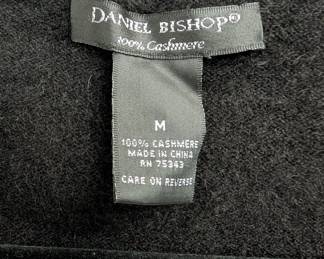 DANIEL BISHOP®
100% Cashmere
M
100% CASHMERE
MADE IN CHINA
RN 75343
CARE ON REVERSE